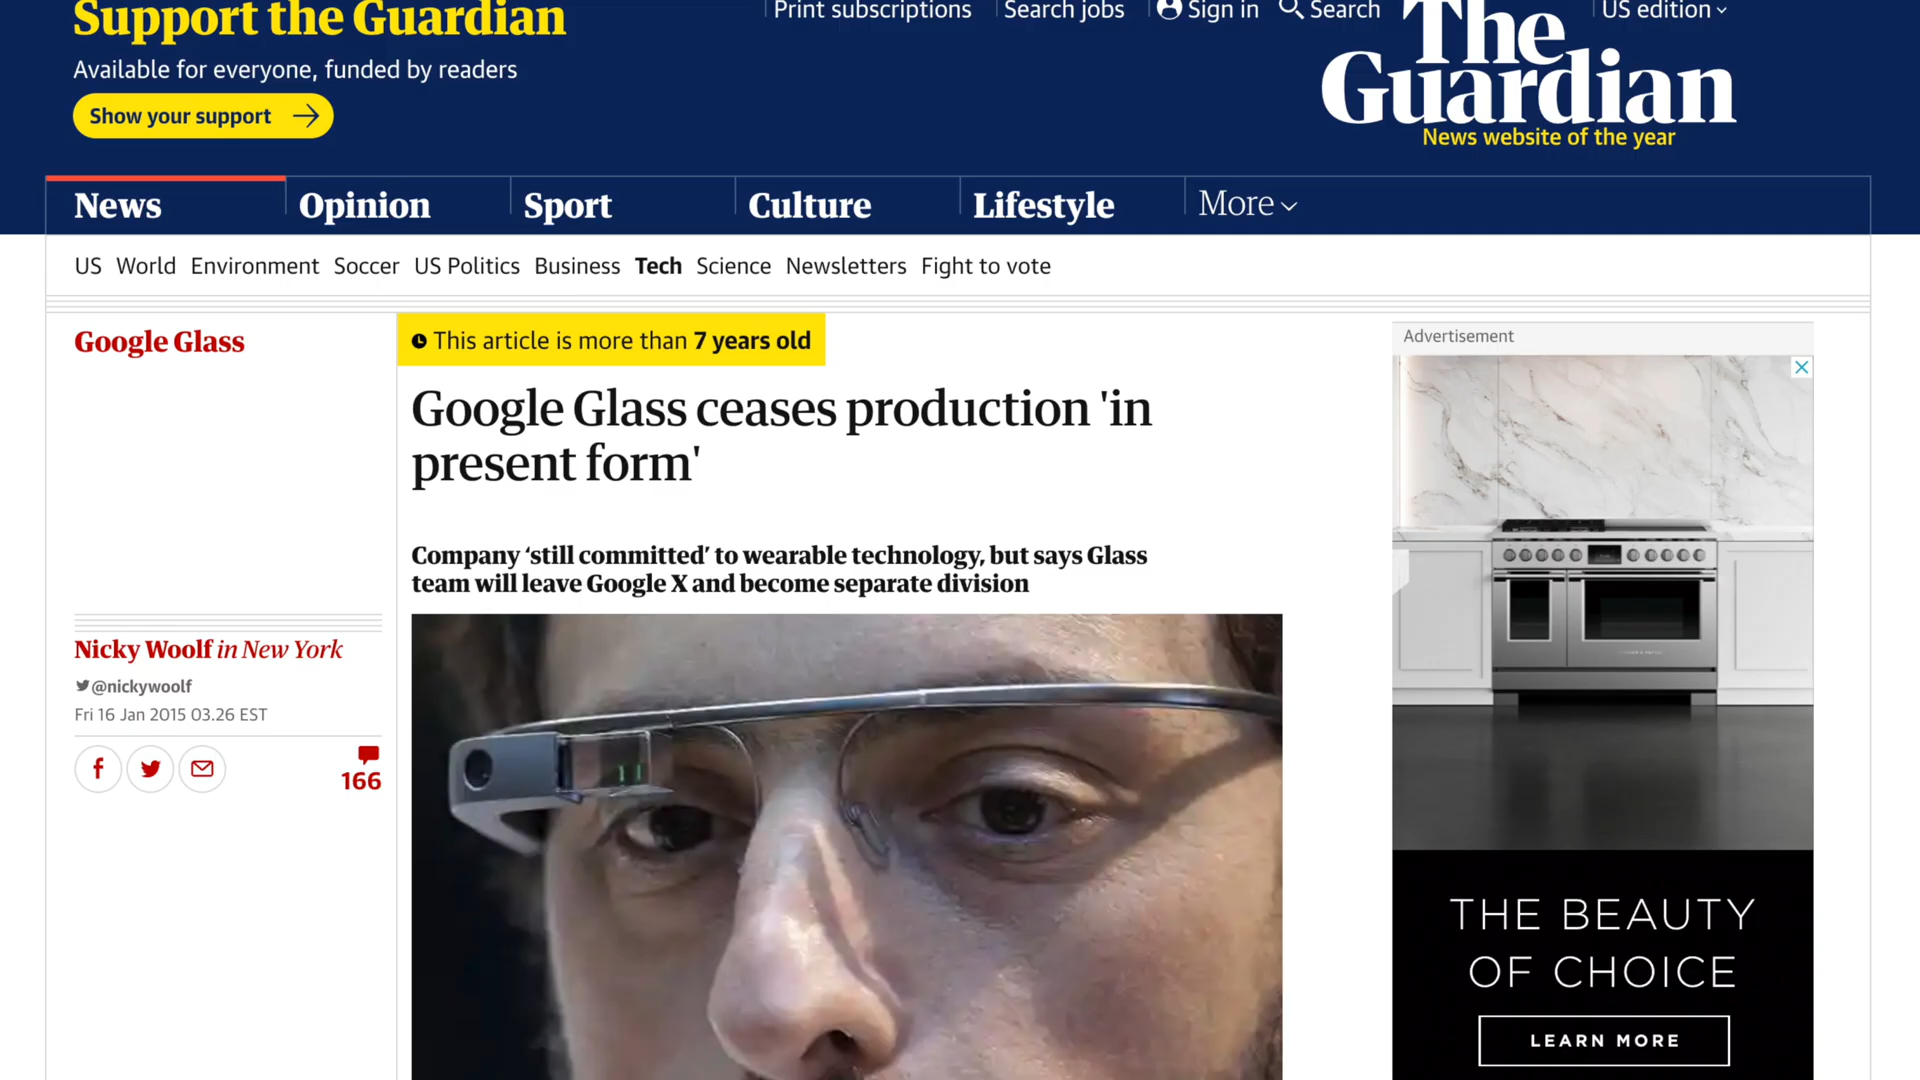 Support the Guardian
Available for everyone, funded by readers
Show your support
Print subscriptions
Search jobs
Sign in
Search
US edition
The
Guardian
News website of the year
News
Opinion
Sport
Culture
Lifestyle
More
US World Environment Soccer US Politics Business Tech Science Newsletters Fight to vote
Google Glass
This article is more than 7 years old
Google Glass ceases production 'in
present form'
Company ‘still committed’ to wearable technology, but says Glass
team will leave Google X and become separate division
Nicky Woolf in New York
@nickywoolf
Fri 16 Jan 2015 03.26 EST
166
Advertisement
THE BEAUTY
OF CHOICE
LEARN MORE